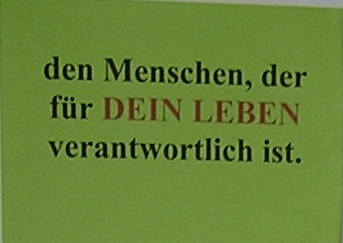 den Menschen, der
für DEIN LEBEN
verantwortlich ist.